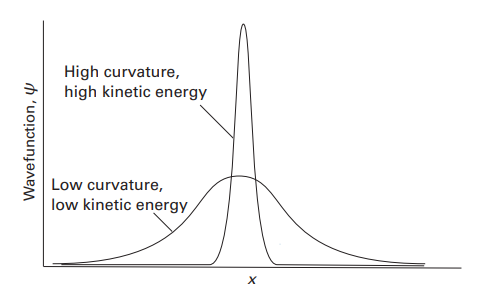 Wavefunction, ψ
High curvature,
high kinetic energy
Low curvature,
low kinetic energy
x